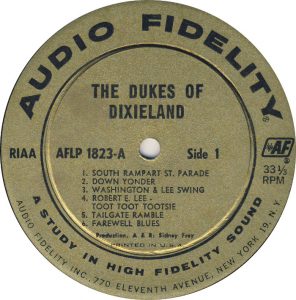 AUDIO FIDELITY®
THE DUKES OF
DIXIELAND
RIAA
AFLP 1823-A
Side 1
AF
33⅓
RPM
1. SOUTH RAMPART ST. PARADE
2. DOWN YONDER
3. WASHINGTON & LEE SWING
4. ROBERT E. LEE -
TOOT TOOT TOOTSIE
5. TAILGATE RAMBLE
6. FAREWELL BLUES
Production, A & R: Sidney Frey
PRINTED IN U.S.A.
A STUDY IN HIGH FIDELITY SOUND
AUDIO FIDELITY INC., 770 ELEVENTH AVENUE, NEW YORK 19, N.Y.